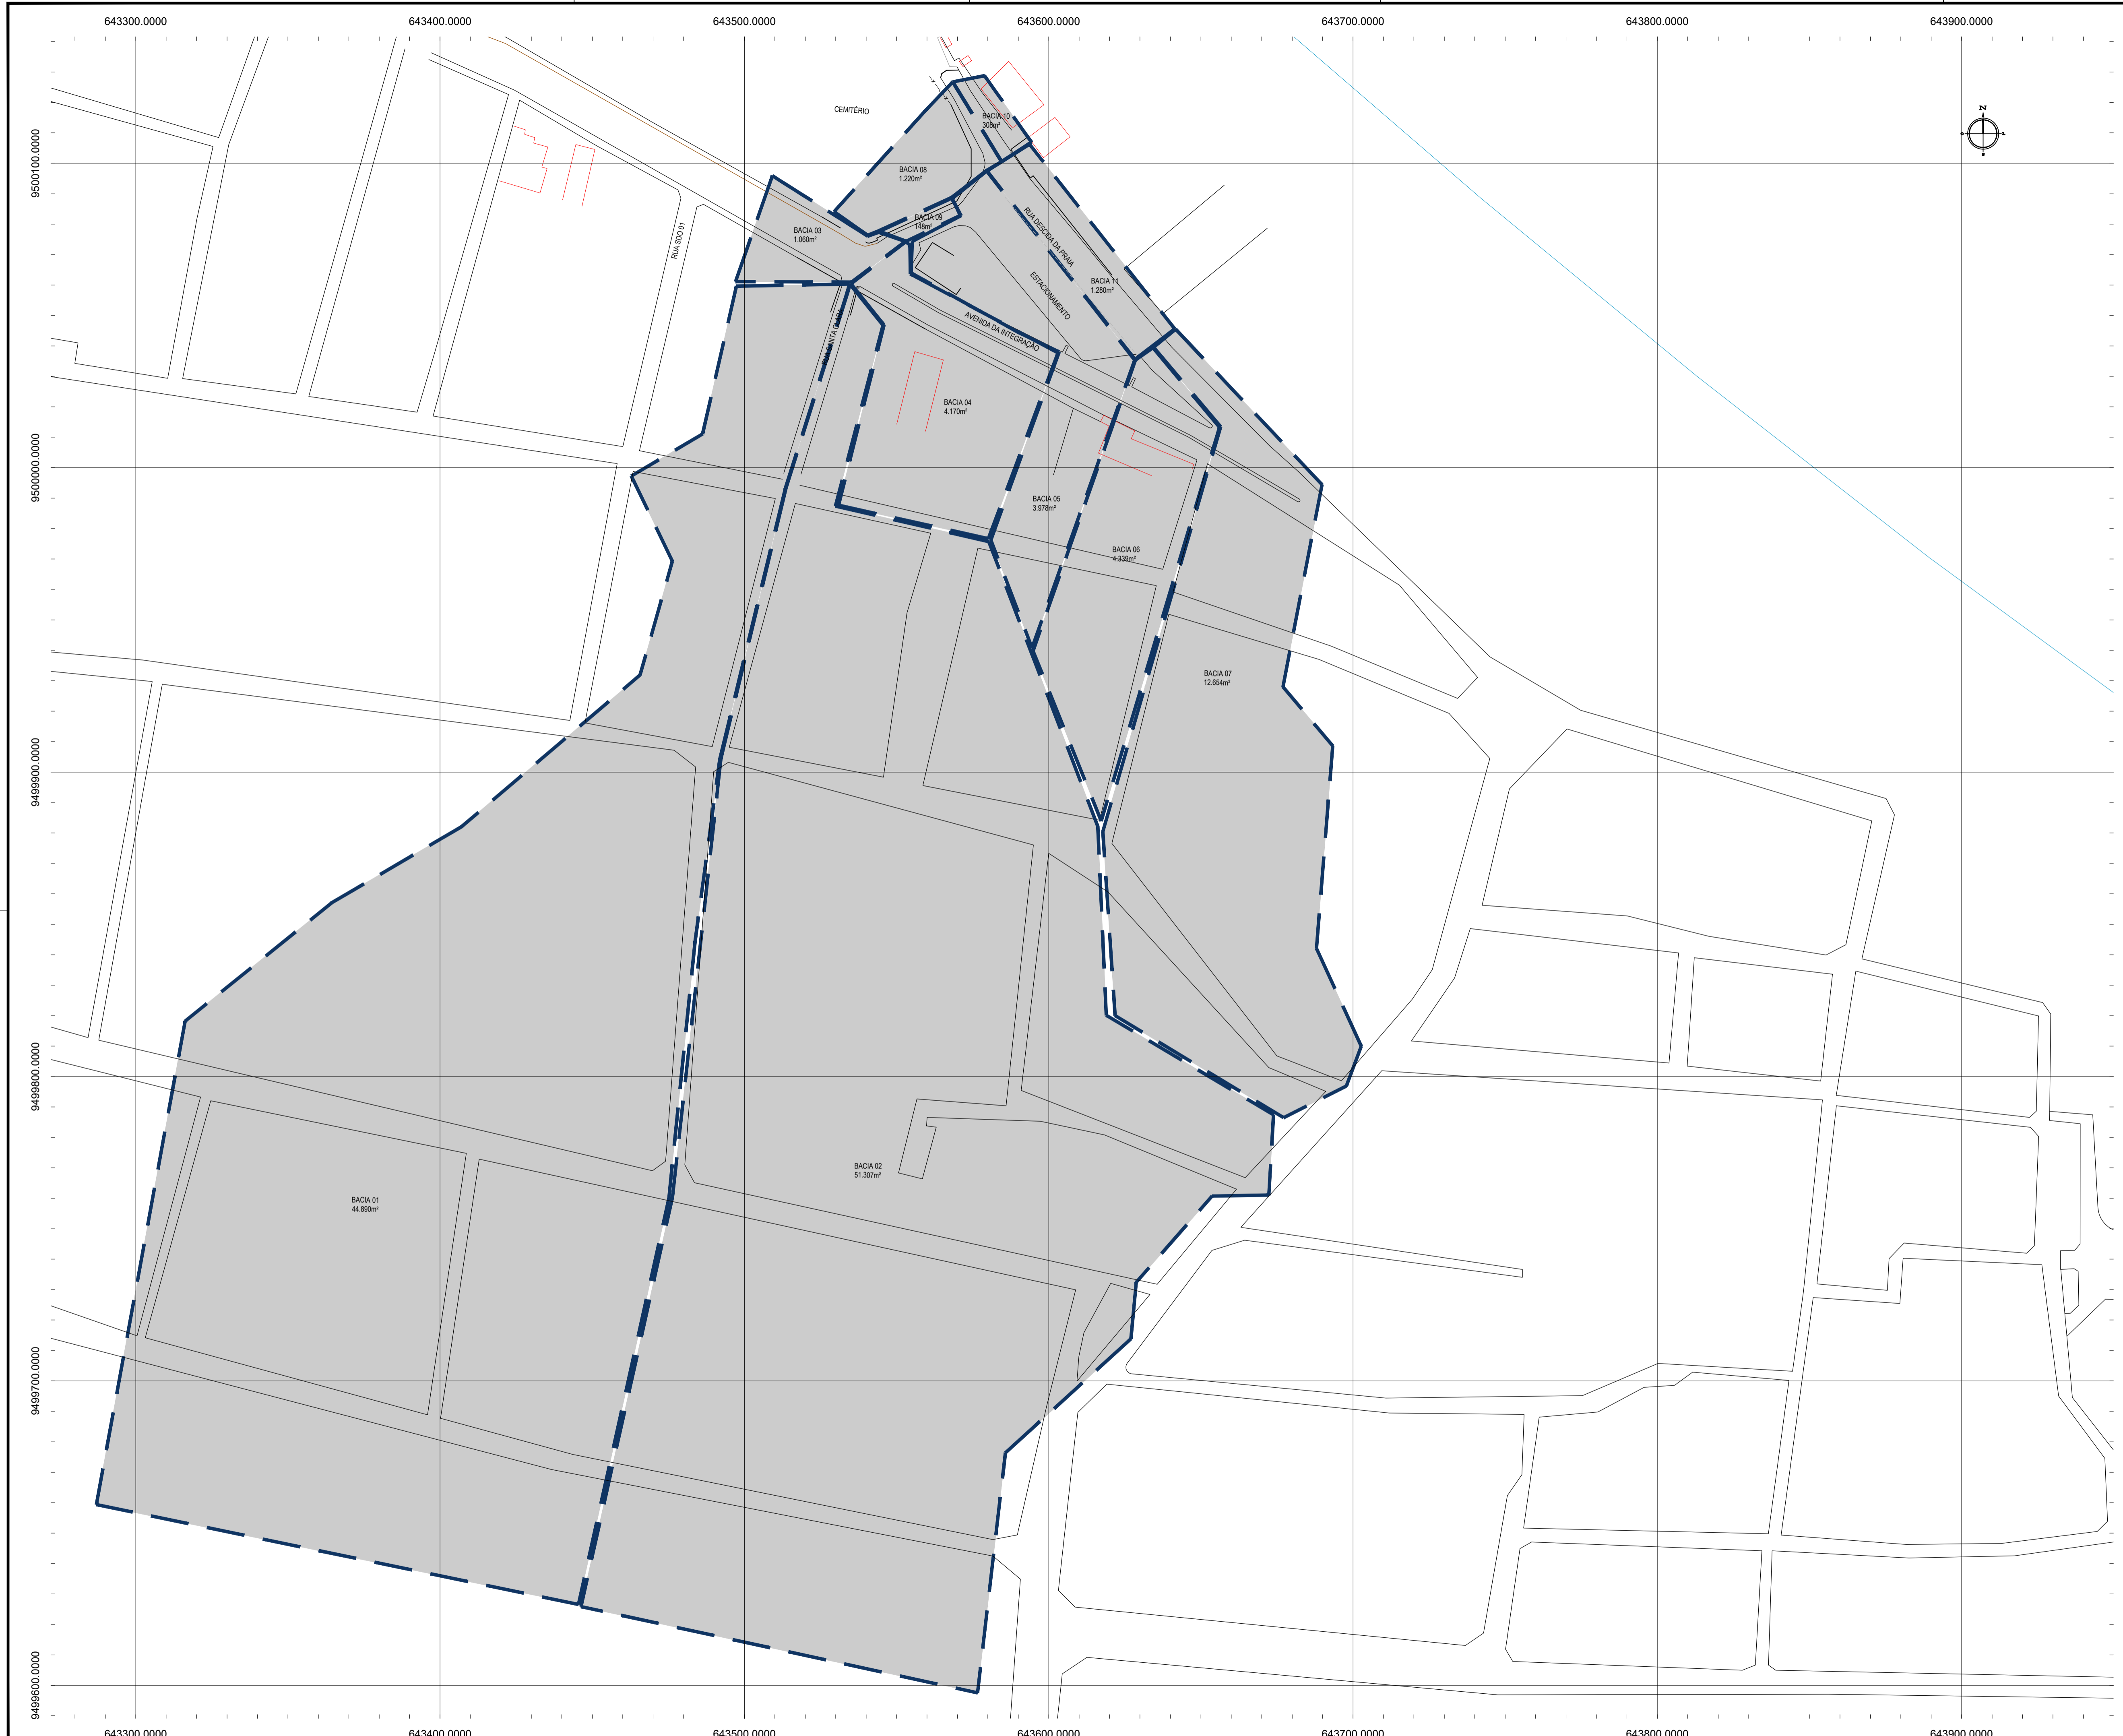 643300.0000
643400.0000
643500.0000
643600.0000
643700.0000
643800.0000
643900.0000
N
CEMITÉRIO
BACIA 10
308m²
9500100.0000
BACIA 08
1.220m²
BACIA 09
148m²
BACIA 03
1.060m²
RUA SDO 01
RUA DESCIDA DA PRAIA
ESTACIONAMENTO
BACIA 11
1.280m²
AVENIDA DA INTEGRAÇÃO
RUA SANTA CLARA
BACIA 04
4.170m²
9500000.0000
BACIA 05
3.978m²
BACIA 06
4.339m²
BACIA 07
12.654m²
9499900.0000
9499800.0000
BACIA 02
51.307m²
BACIA 01
44.890m²
9499700.0000
9499600.0000
643300.0000
643400.0000
643500.0000
643600.0000
643700.0000
643800.0000
643900.0000